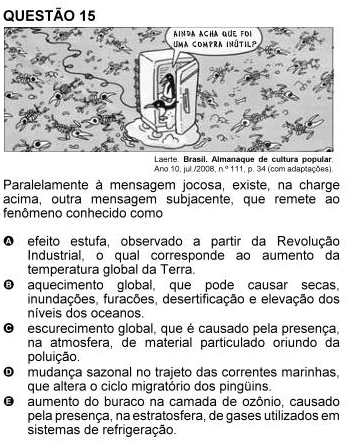 QUESTÃO 15
AINDA ACHA QUE FOI
UMA COMPRA INÚTIL?
Laerte. Brasil. Almanaque de cultura popular.
Ano 10, jul./2008, n.º 111, p. 34 (com adaptações).
Paralelamente à mensagem jocosa, existe, na charge
acima, outra mensagem subjacente, que remete ao
fenômeno conhecido como
A efeito estufa, observado a partir da Revolução
Industrial, o qual corresponde ao aumento da
temperatura global da Terra.
B aquecimento global, que pode causar secas,
inundações, furacões, desertificação e elevação dos
níveis dos oceanos.
C escurecimento global, que é causado pela presença,
na atmosfera, de material particulado oriundo da
poluição.
D mudança sazonal no trajeto das correntes marinhas,
que altera o ciclo migratório dos pingüins.
E aumento do buraco na camada de ozônio, causado
pela presença, na estratosfera, de gases utilizados em
sistemas de refrigeração.